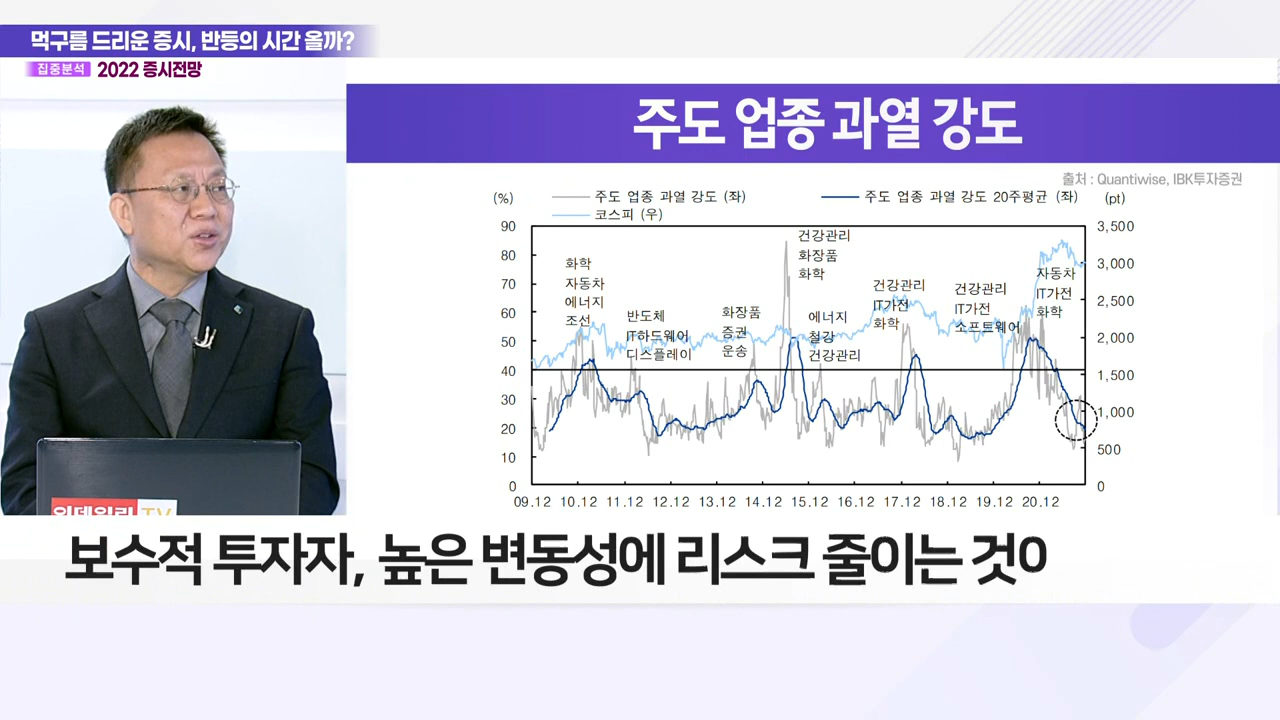 먹구름 드리운 증시, 반등의 시간 올까?
집중분석 2022 증시전망
주도 업종 과열 강도
출처 : Quantiwise, IBK투자증권
(%) 주도 업종 과열 강도 (좌) 주도 업종 과열 강도 20주평균 (좌) (pt)
코스피 (우)
90
80
70
60
50
40
30
20
10
0
3,500
3,000
2,500
2,000
1,500
1,000
500
0
화학
자동차
에너지
조선
반도체
IT하드웨어
디스플레이
화장품
증권
운송
건강관리
화장품
화학
에너지
철강
건강관리
건강관리
IT가전
화학
건강관리
IT가전
소프트웨어
자동차
IT가전
화학
09.12 10.12 11.12 12.12 13.12 14.12 15.12 16.12 17.12 18.12 19.12 20.12
이데일리 TV
보수적 투자자, 높은 변동성에 리스크 줄이는 것